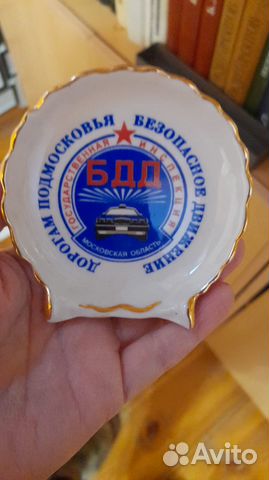 ДОРОГАМ ПОДМОСКОВЬЯ БЕЗОПАСНОЕ ДВИЖЕНИЕ
ГОСУДАРСТВЕННАЯ ИНСПЕКЦИЯ
БДД
МОСКОВСКАЯ ОБЛАСТЬ
Avito